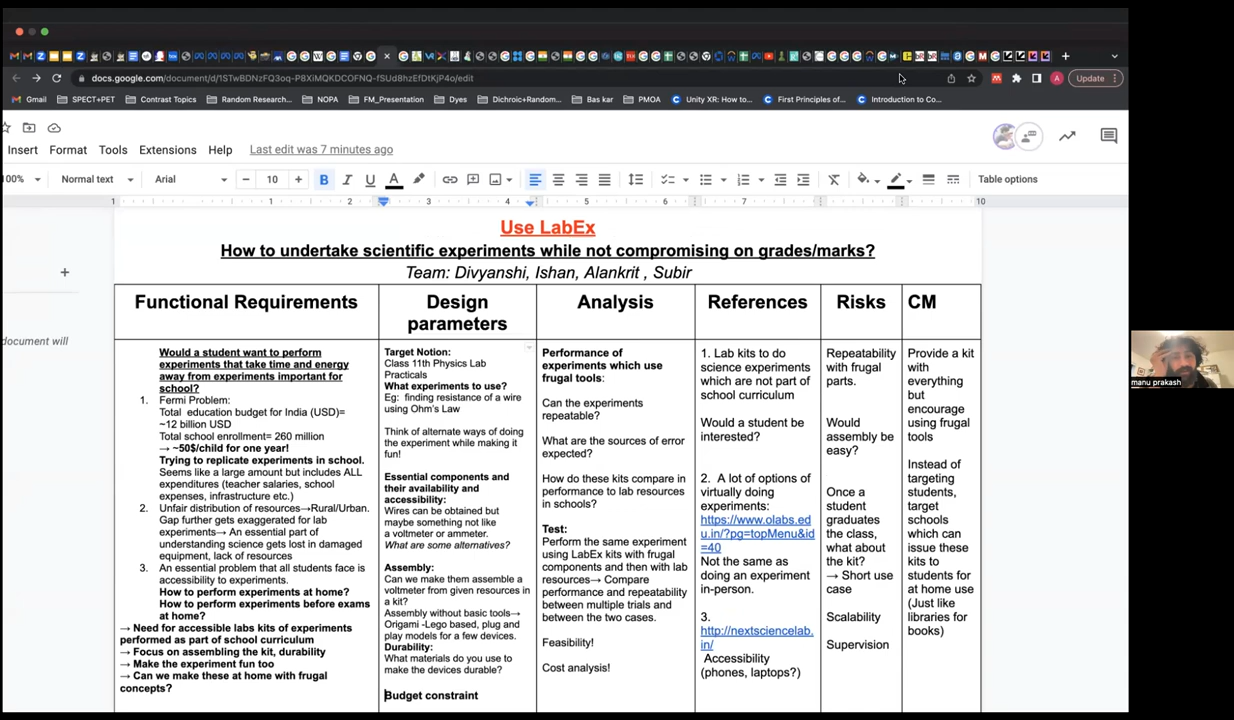 docs.google.com/document/d/1STwBDNzFQ3oq-P8XiMQKDCOFNQ-fSUd8hzEfDtKjP4o/edit
Update
Gmail SPECT+PET Contrast Topics Random Research... NOPA FM_Presentation Dyes Dichroic+Random... Bas kar PMOA Unity XR: How to... First Principles of... Introduction to Co...
Insert Format Tools Extensions Help Last edit was 7 minutes ago
100% Normal text Arial 10 Table options
1 1 2 3 4 5 6 7 8 9 10
Use LabEx
How to undertake scientific experiments while not compromising on grades/marks?
Team: Divyanshi, Ishan, Alankrit , Subir
document will
Functional Requirements
Would a student want to perform
experiments that take time and energy
away from experiments important for
school?
1. Fermi Problem:
Total education budget for India (USD)=
~12 billion USD
Total school enrollment= 260 million
→ ~50$/child for one year!
Trying to replicate experiments in school.
Seems like a large amount but includes ALL
expenditures (teacher salaries, school
expenses, infrastructure etc.)
2. Unfair distribution of resources→Rural/Urban.
Gap further gets exaggerated for lab
experiments→ An essential part of
understanding science gets lost in damaged
equipment, lack of resources
3. An essential problem that all students face is
accessibility to experiments.
How to perform experiments at home?
How to perform experiments before exams
at home?
→ Need for accessible labs kits of experiments
performed as part of school curriculum
→ Focus on assembling the kit, durability
→ Make the experiment fun too
→ Can we make these at home with frugal
concepts?
Design
parameters
Target Notion:
Class 11th Physics Lab
Practicals
What experiments to use?
Eg: finding resistance of a wire
using Ohm's Law
Think of alternate ways of doing
the experiment while making it
fun!
Essential components and
their availability and
accessibility:
Wires can be obtained but
maybe something not like
a voltmeter or ammeter.
What are some alternatives?
Assembly:
Can we make them assemble a
voltmeter from given resources in
a kit?
Assembly without basic tools→
Origami -Lego based, plug and
play models for a few devices.
Durability:
What materials do you use to
make the devices durable?
Budget constraint
Analysis
Performance of
experiments which use
frugal tools:
Can the experiments
repeatable?
What are the sources of error
expected?
How do these kits compare in
performance to lab resources
in schools?
Test:
Perform the same experiment
using LabEx kits with frugal
components and then with lab
resources→ Compare
performance and repeatability
between multiple trials and
between the two cases.
Feasibility!
Cost analysis!
References
1. Lab kits to do
science experiments
which are not part of
school curriculum
Would a student be
interested?
2. A lot of options of
virtually doing
experiments:
https://www.olabs.ed
u.in/?pg=topMenu&id
=40
Not the same as
doing an experiment
in-person.
3.
http://nextsciencelab.
in/
Accessibility
(phones, laptops?)
Risks
Repeatability
with frugal
parts.
Would
assembly be
easy?
Once a
student
graduates
the class,
what about
the kit?
→ Short use
case
Scalability
Supervision
CM
Provide a kit
with
everything
but
encourage
using frugal
tools
Instead of
targeting
students,
target
schools
which can
issue these
kits to
students for
at home use
(Just like
libraries for
books)
manu prakash